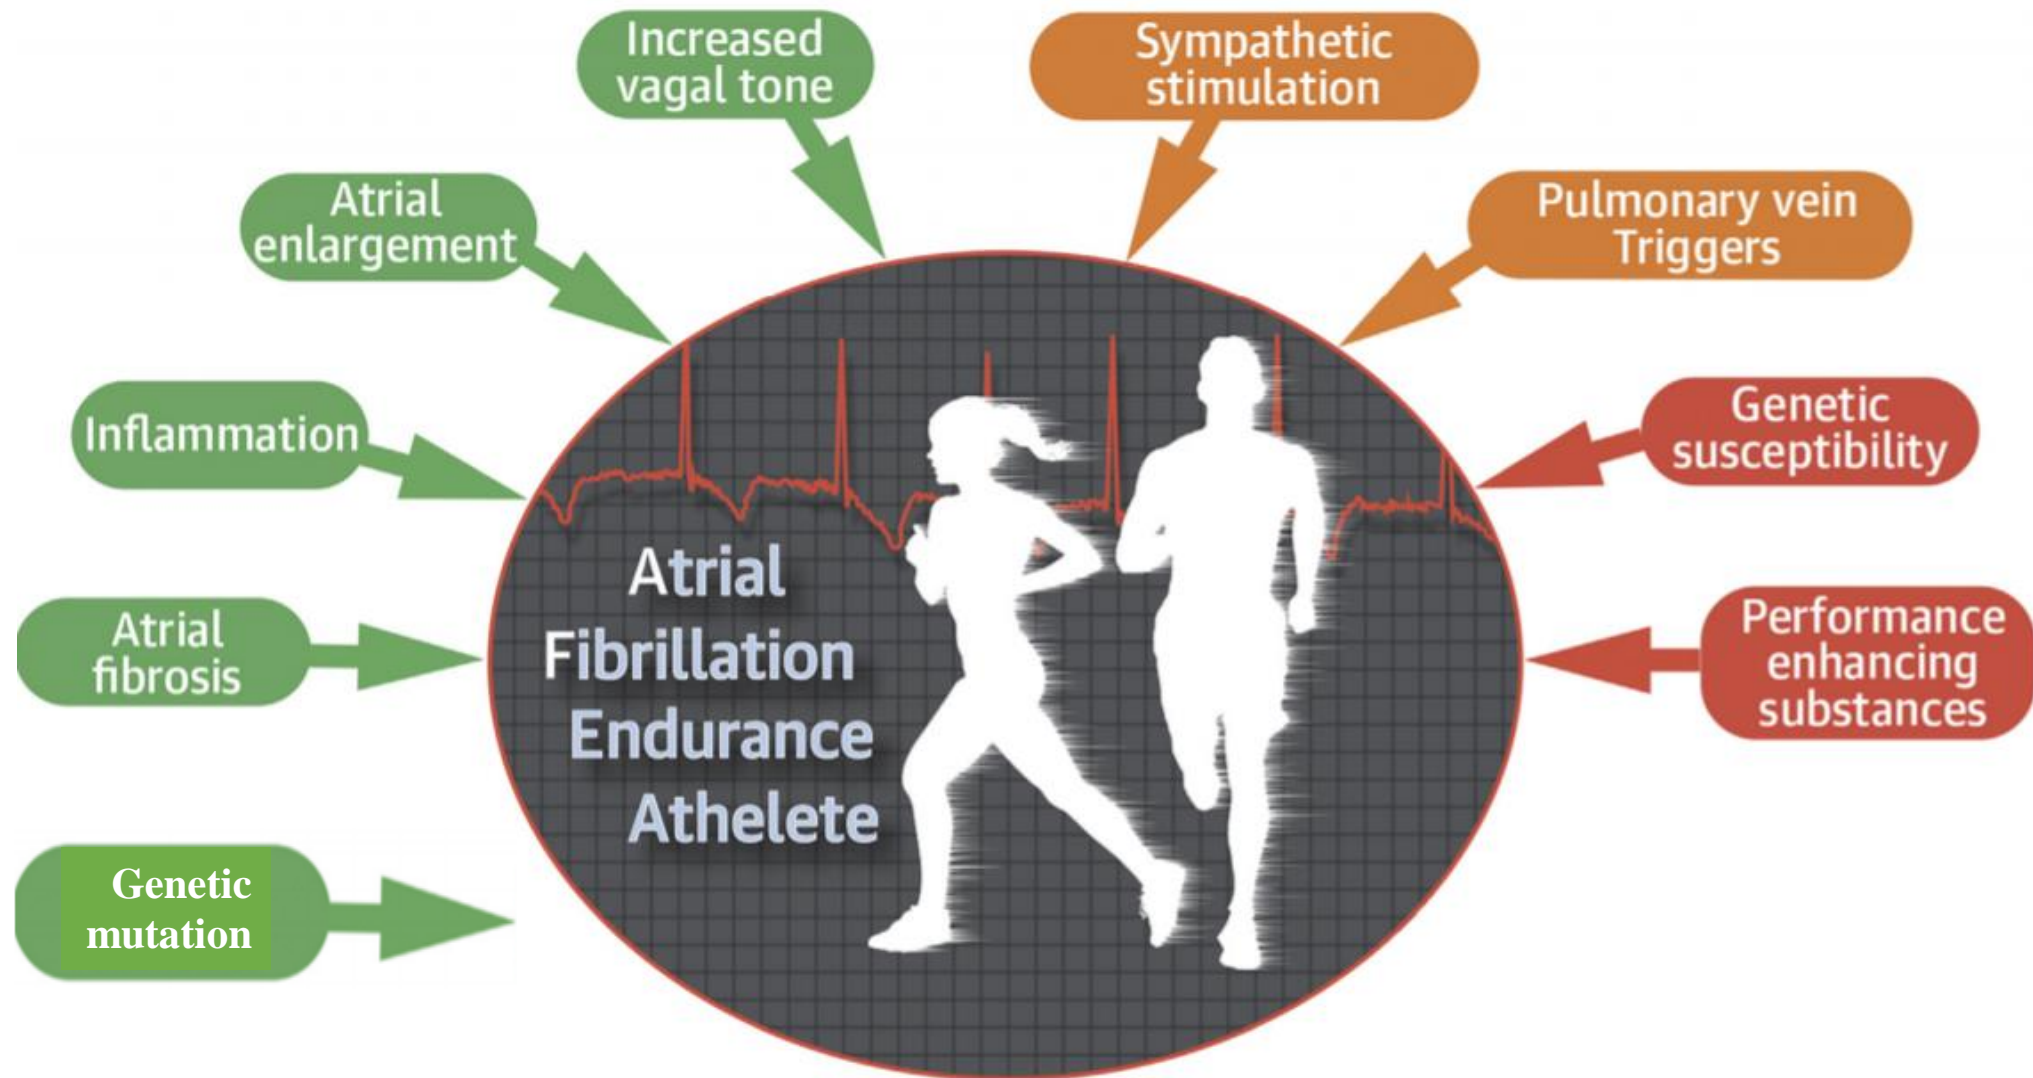 Increased
vagal tone
Sympathetic
stimulation
Atrial
enlargement
Pulmonary vein
Triggers
Inflammation
Genetic
susceptibility
Atrial
fibrosis
Performance
enhancing
substances
Genetic
mutation
Atrial
Fibrillation
Endurance
Athelete